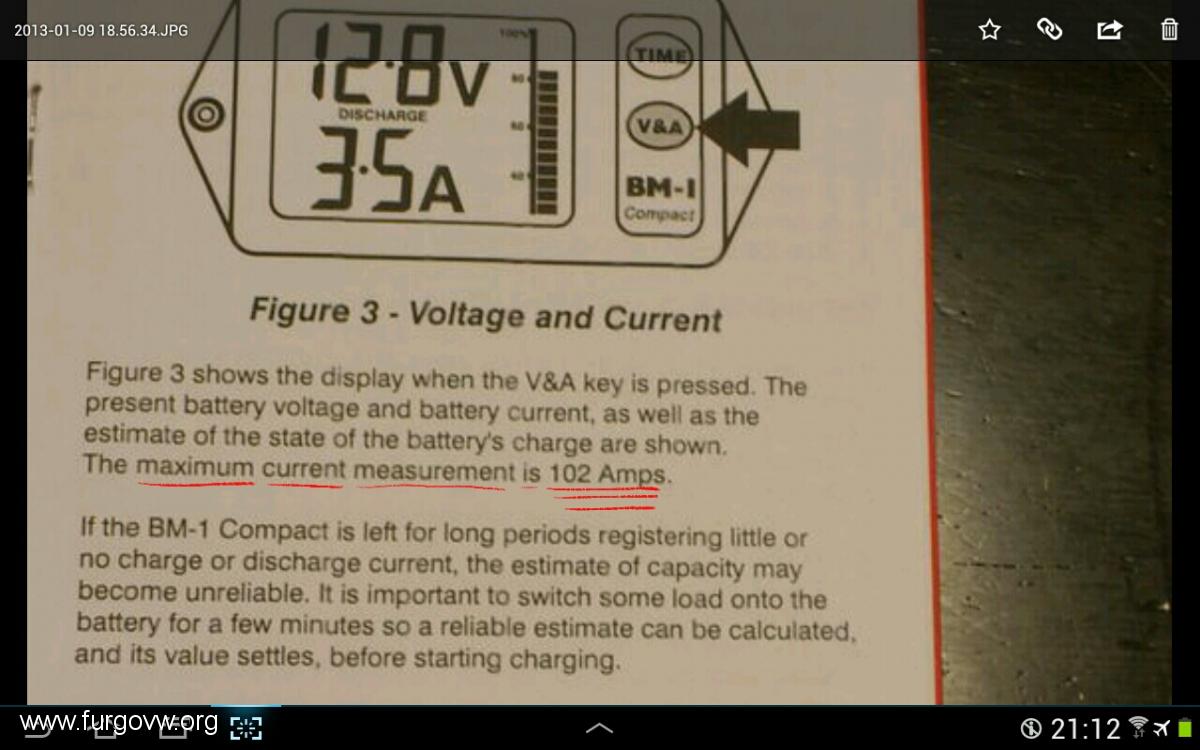 2013-01-09 18.56.34.JPG
12.8V
DISCHARGE
3.5A
100%
80
60
40
TIME
V&A
BM-1
Compact
Figure 3 - Voltage and Current
Figure 3 shows the display when the V&A key is pressed. The
present battery voltage and battery current, as well as the
estimate of the state of the battery's charge are shown.
The maximum current measurement is 102 Amps.
If the BM-1 Compact is left for long periods registering little or
no charge or discharge current, the estimate of capacity may
become unreliable. It is important to switch some load onto the
battery for a few minutes so a reliable estimate can be calculated,
and its value settles, before starting charging.
www.furgovw.org
21:12